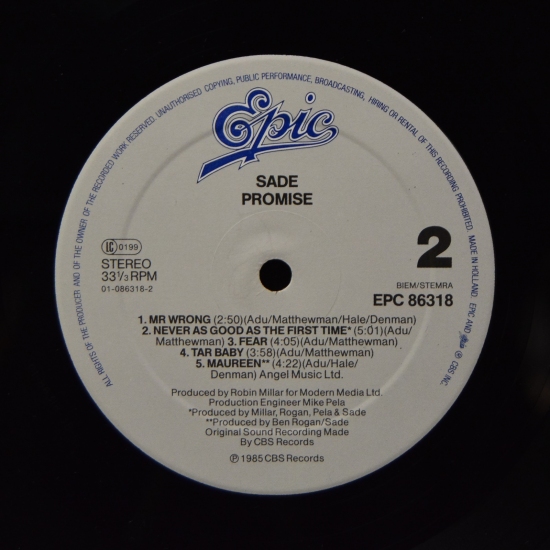 ALL RIGHTS OF THE PRODUCER AND OF THE OWNER OF THE RECORDED WORK RESERVED. UNAUTHORISED COPYING, PUBLIC PERFORMANCE, BROADCASTING, HIRING OR RENTAL OF THIS RECORDING PROHIBITED. MADE IN HOLLAND. EPIC AND ® CBS INC.
Epic
SADE
PROMISE
LC 0199
STEREO
33⅓ RPM
01-086318-2
2
BIEM/STEMRA
EPC 86318
1. MR WRONG (2:50)(Adu/Matthewman/Hale/Denman)
2. NEVER AS GOOD AS THE FIRST TIME* (5:01)(Adu/
Matthewman) 3. FEAR (4:05)(Adu/Matthewman)
4. TAR BABY (3:58)(Adu/Matthewman)
5. MAUREEN** (4:22)(Adu/Hale/
Denman) Angel Music Ltd.
Produced by Robin Millar for Modern Media Ltd.
Production Engineer Mike Pela
*Produced by Millar, Rogan, Pela & Sade
**Produced by Ben Rogan/Sade
Original Sound Recording Made
By CBS Records
℗ 1985 CBS Records